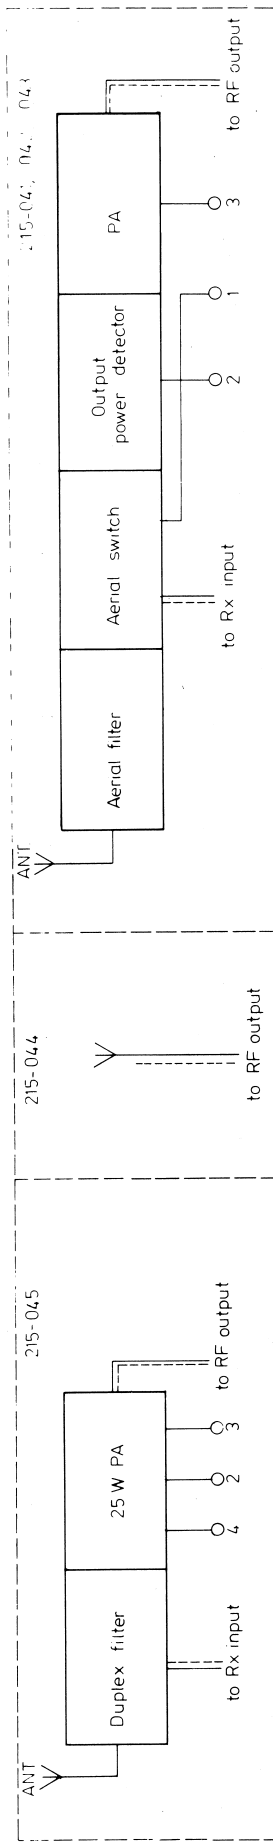 215-045
ANT
Duplex filter
25 W PA
4
2
3
to Rx input
to RF output
215-044
to RF output
043
ANT
Aerial filter
Aerial switch
Output
power detector
PA
to Rx input
2
1
3
to RF output